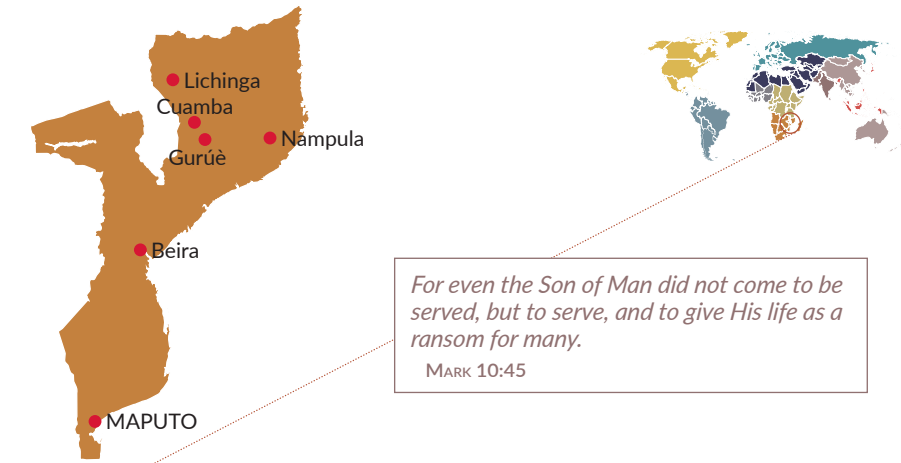 Lichinga
Cuamba
Gurúè
Nampula
Beira
MAPUTO
For even the Son of Man did not come to be
served, but to serve, and to give His life as a
ransom for many.
Mark 10:45